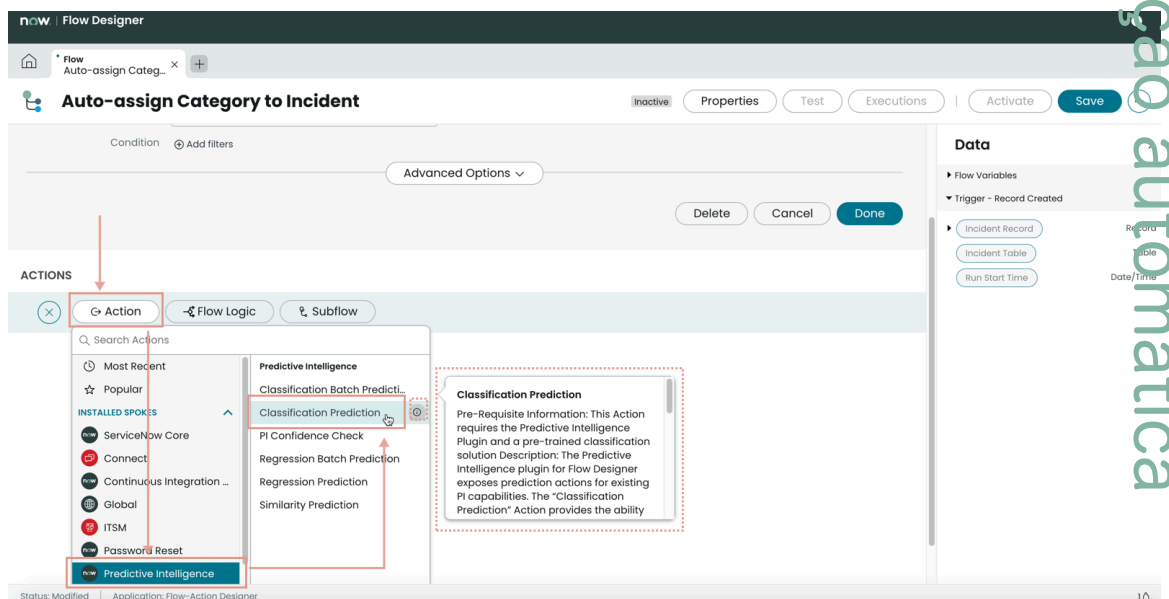 now. | Flow Designer
Flow
Auto-assign Categ...
Auto-assign Category to Incident
Inactive
Properties
Test
Executions
Activate
Save
Condition
Add filters
Advanced Options
Delete
Cancel
Done
Data
Flow Variables
Trigger - Record Created
Incident Record
Record
Incident Table
Table
Run Start Time
Date/Time
ACTIONS
Action
Flow Logic
Subflow
Search Actions
Most Recent
Popular
INSTALLED SPOKES
now ServiceNow Core
Connect
now Continuous Integration ...
Global
ITSM
now Password Reset
now Predictive Intelligence
Predictive Intelligence
Classification Batch Predicti...
Classification Prediction
PI Confidence Check
Regression Batch Prediction
Regression Prediction
Similarity Prediction
Classification Prediction
Pre-Requisite Information: This Action
requires the Predictive Intelligence
Plugin and a pre-trained classification
solution Description: The Predictive
Intelligence plugin for Flow Designer
exposes prediction actions for existing
PI capabilities. The “Classification
Prediction” Action provides the ability
Status: Modified | Application: Flow-Action Designer
automatica